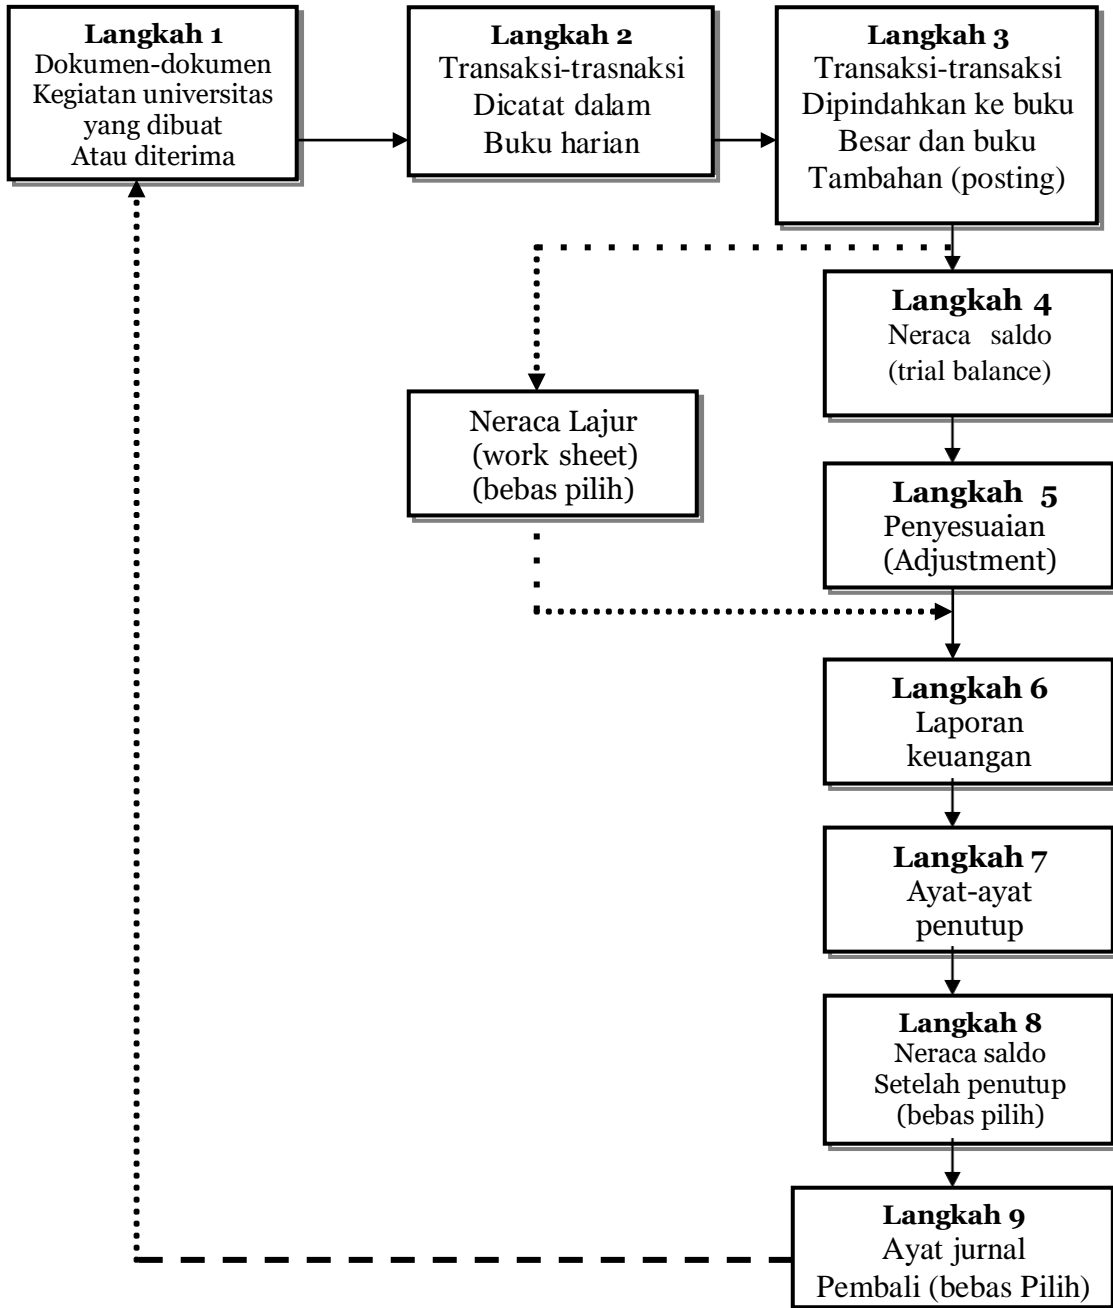 Langkah 1
Dokumen-dokumen
Kegiatan universitas
yang dibuat
Atau diterima
Langkah 2
Transaksi-trasnaksi
Dicatat dalam
Buku harian
Langkah 3
Transaksi-transaksi
Dipindahkan ke buku
Besar dan buku
Tambahan (posting)
Langkah 4
Neraca saldo
(trial balance)
Neraca Lajur
(work sheet)
(bebas pilih)
Langkah 5
Penyesuaian
(Adjustment)
Langkah 6
Laporan
keuangan
Langkah 7
Ayat-ayat
penutup
Langkah 8
Neraca saldo
Setelah penutup
(bebas pilih)
Langkah 9
Ayat jurnal
Pembali (bebas Pilih)